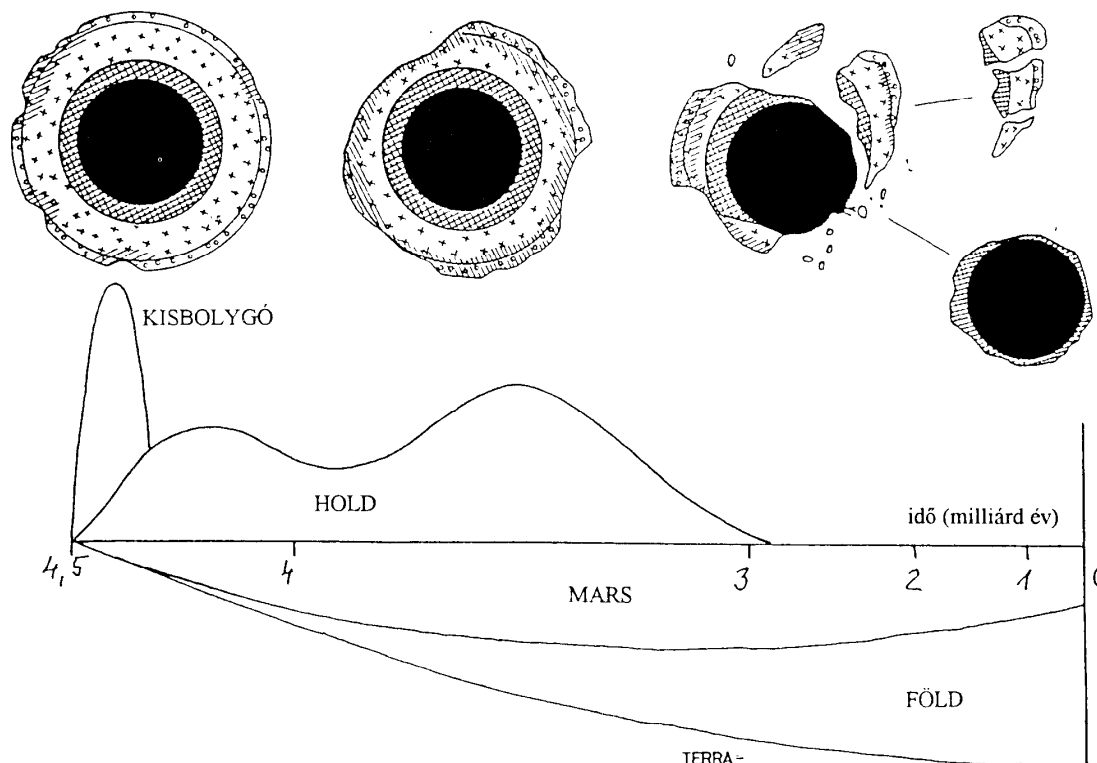 KISBOLYGÓ
HOLD
idő (milliárd év)
4,5 4 3 2 1
MARS
FÖLD
TERRA-